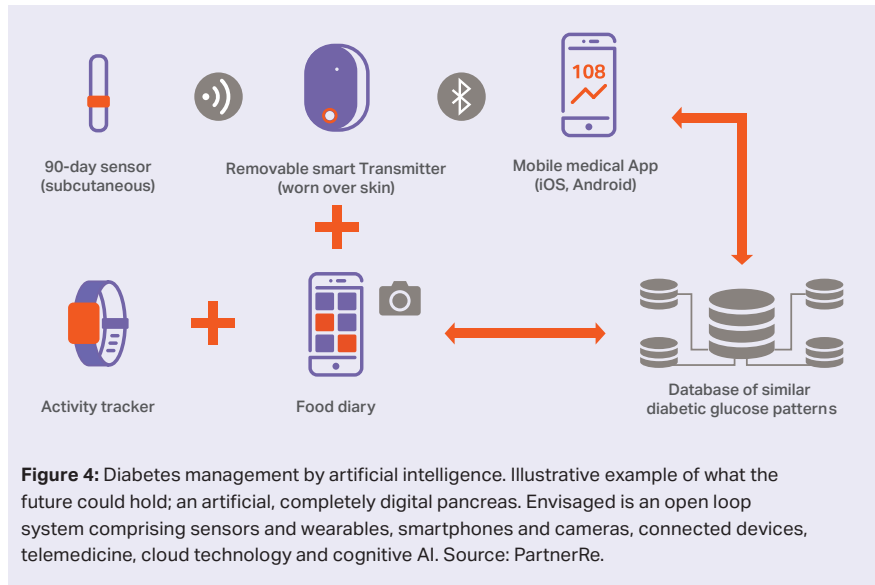 108
90-day sensor
(subcutaneous)
Removable smart Transmitter
(worn over skin)
Mobile medical App
(iOS, Android)
Activity tracker
Food diary
Database of similar
diabetic glucose patterns
Figure 4: Diabetes management by artificial intelligence. Illustrative example of what the
future could hold; an artificial, completely digital pancreas. Envisaged is an open loop
system comprising sensors and wearables, smartphones and cameras, connected devices,
telemedicine, cloud technology and cognitive AI. Source: PartnerRe.